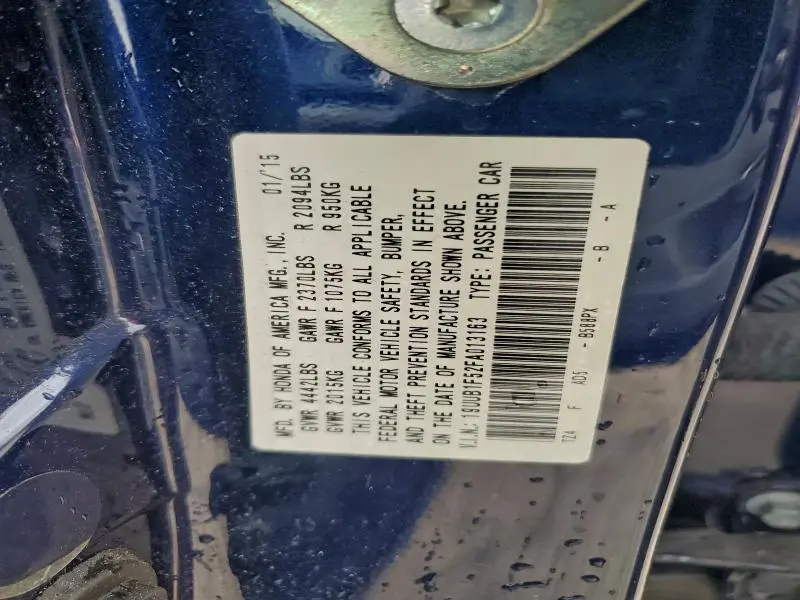 MFD. BY HONDA OF AMERICA MFG., INC. 01/'15
GVWR 4442LBS GAWR F 2370LBS R 2094LBS
GVWR 2015KG GAWR F 1075KG R 950KG
THIS VEHICLE CONFORMS TO ALL APPLICABLE
FEDERAL MOTOR VEHICLE SAFETY, BUMPER,
AND THEFT PREVENTION STANDARDS IN EFFECT
ON THE DATE OF MANUFACTURE SHOWN ABOVE.
V.I.N.: 19UUB1F52FA013163 TYPE: PASSENGER CAR
TZ4 F AD5 - B588PX - B - A